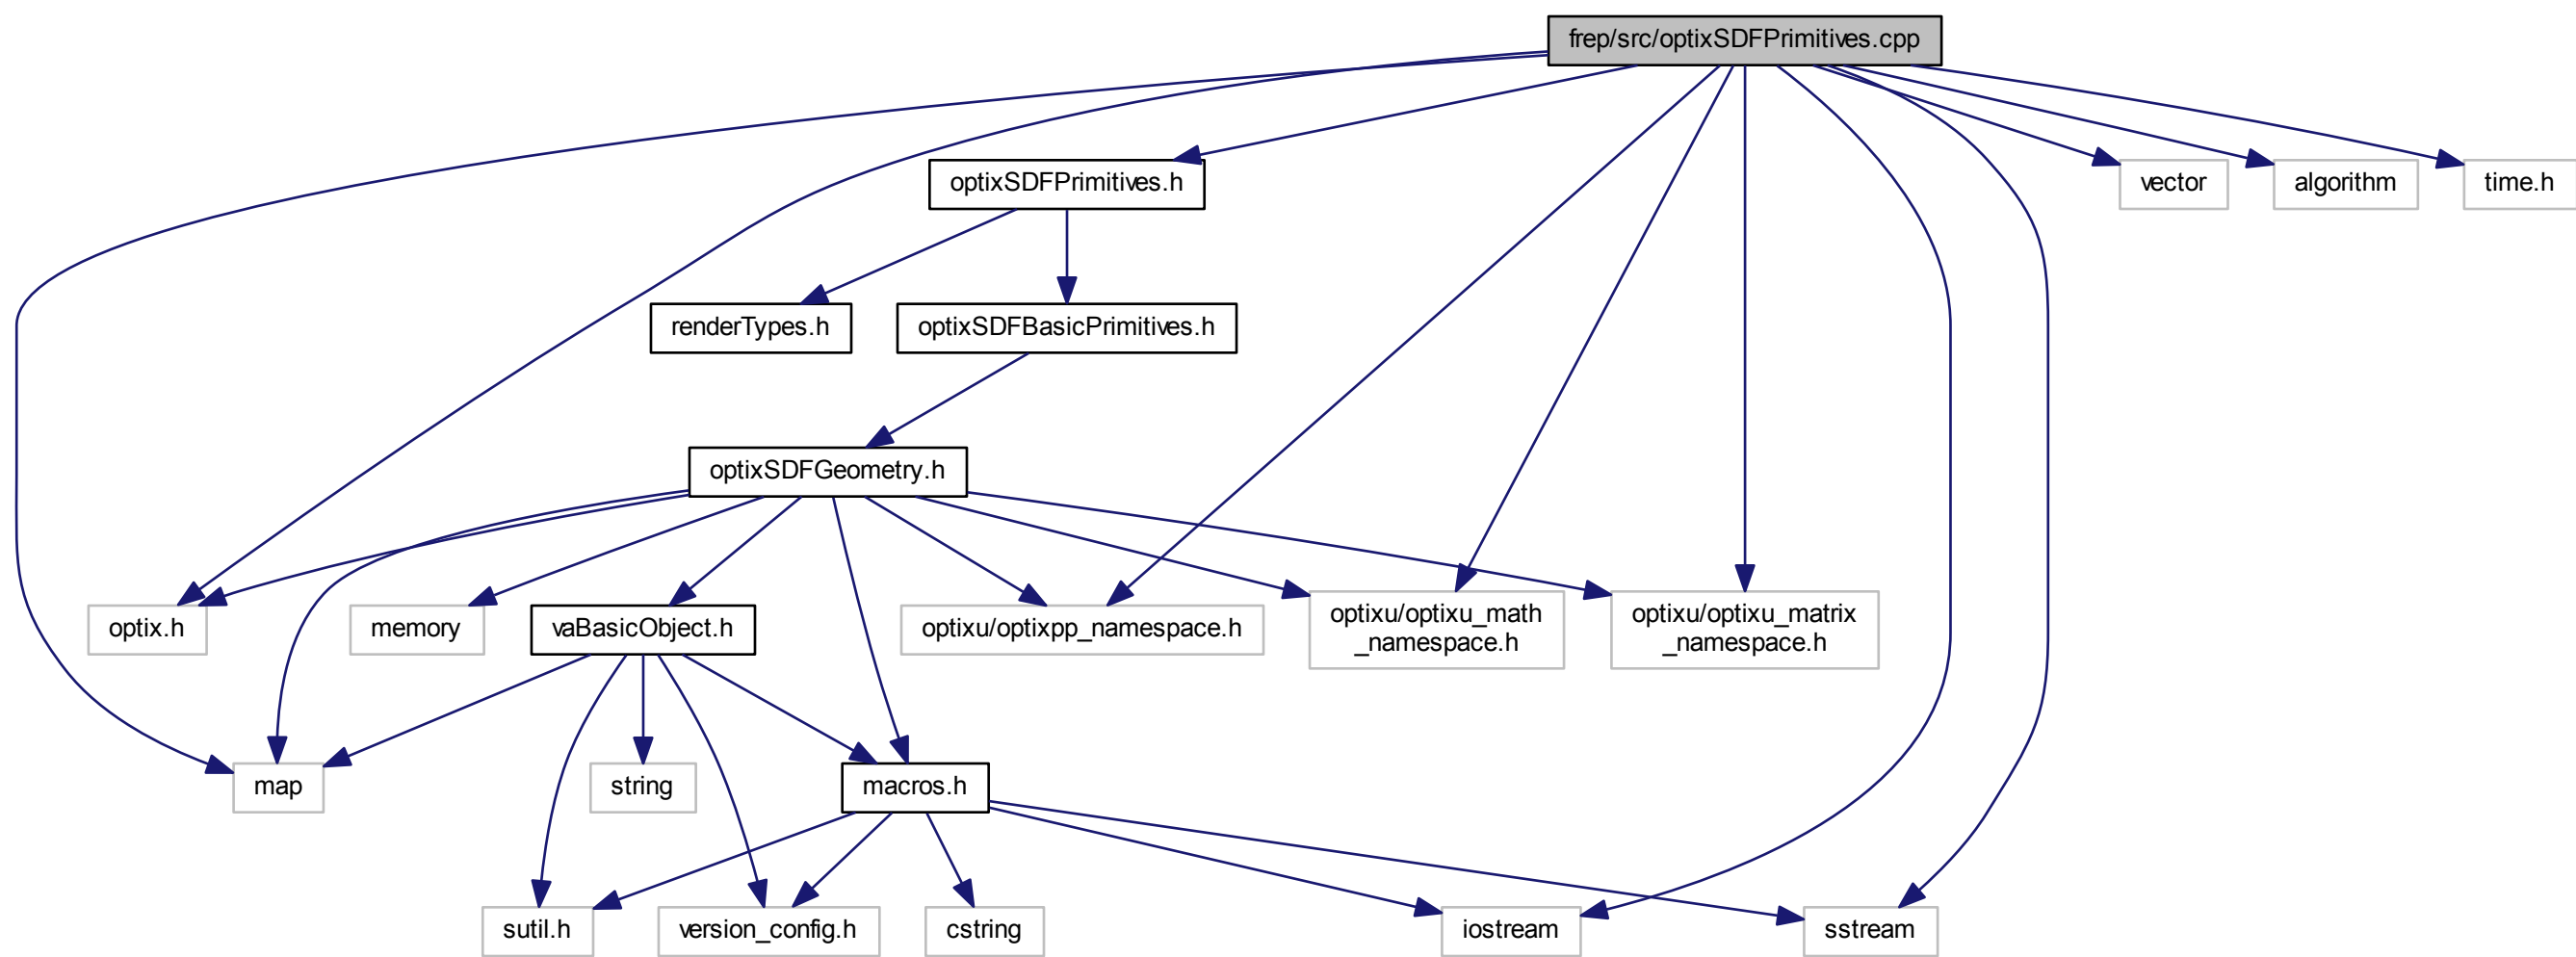 frep/src/optixSDFPrimitives.cpp
optixSDFPrimitives.h
vector
algorithm
time.h
renderTypes.h
optixSDFBasicPrimitives.h
optixSDFGeometry.h
optix.h
memory
vaBasicObject.h
optixu/optixpp_namespace.h
optixu/optixu_math
_namespace.h
optixu/optixu_matrix
_namespace.h
map
string
macros.h
sutil.h
version_config.h
cstring
iostream
sstream